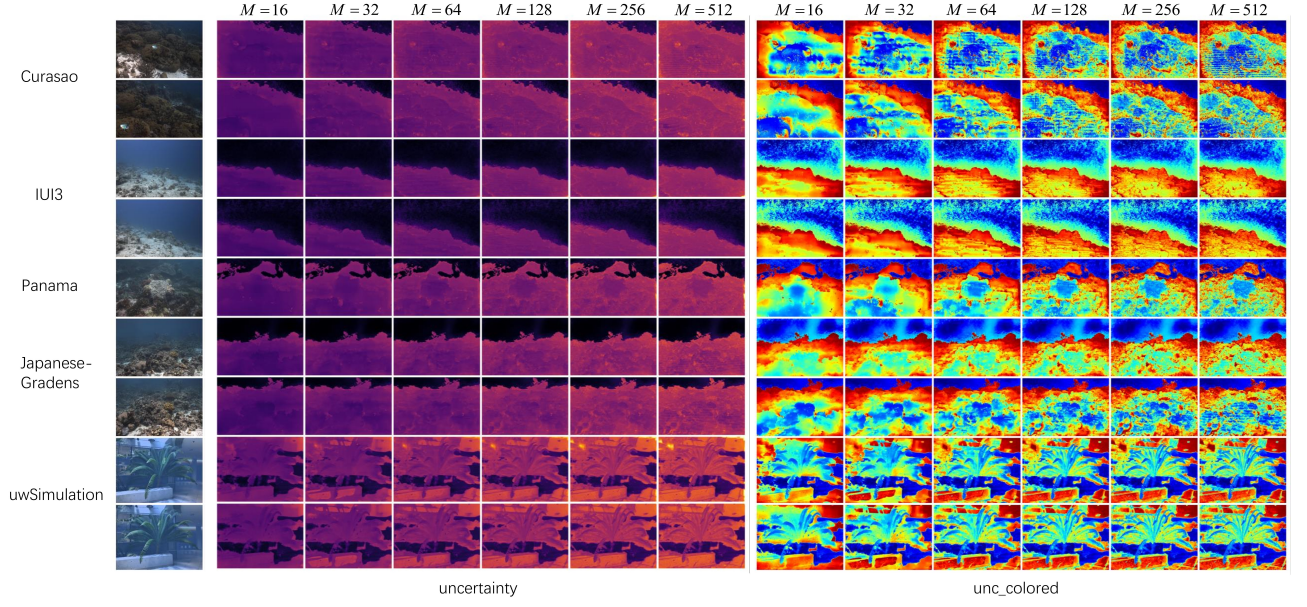 M = 16 M = 32 M = 64 M = 128 M = 256 M = 512 M = 16 M = 32 M = 64 M = 128 M = 256 M = 512
Curasao
IUI3
Panama
Japanese-
Gradens
uwSimulation
uncertainty unc_colored